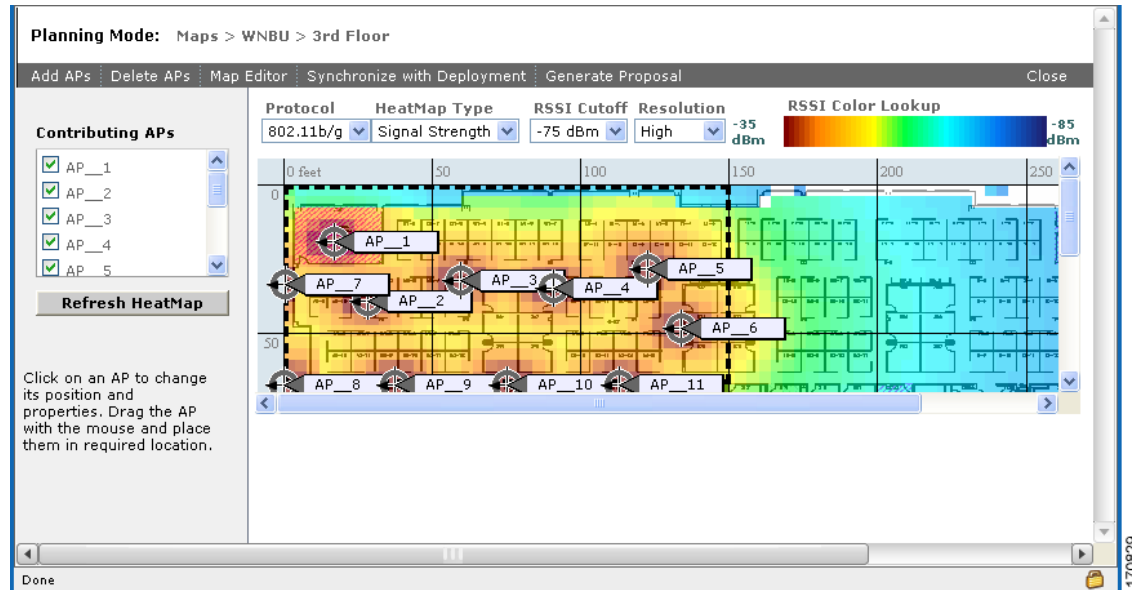 Planning Mode: Maps > WNBU > 3rd Floor
Add APs Delete APs Map Editor Synchronize with Deployment Generate Proposal Close
Contributing APs
AP__1
AP__2
AP__3
AP__4
AP__5
Refresh HeatMap
Click on an AP to change
its position and
properties. Drag the AP
with the mouse and place
them in required location.
Protocol HeatMap Type RSSI Cutoff Resolution RSSI Color Lookup
802.11b/g Signal Strength -75 dBm High -35 dBm -85 dBm
0 feet 50 100 150 200 250
0
50
AP__1
AP__5
AP__7
AP__3
AP__4
AP__2
AP__6
AP__8 AP__9 AP__10 AP__11
Done
170829